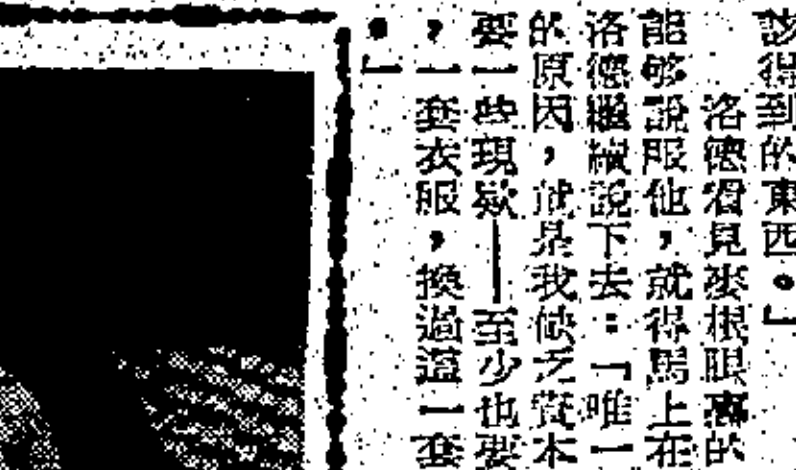 該得到的東西。」
洛德看見來根眼裏的
能够說服他，就得馬上在
洛德繼續說下去：「唯一
的原因，就是我缺乏資本
要一些現欵——至少也要
，一套衣服，換過這一套
。」